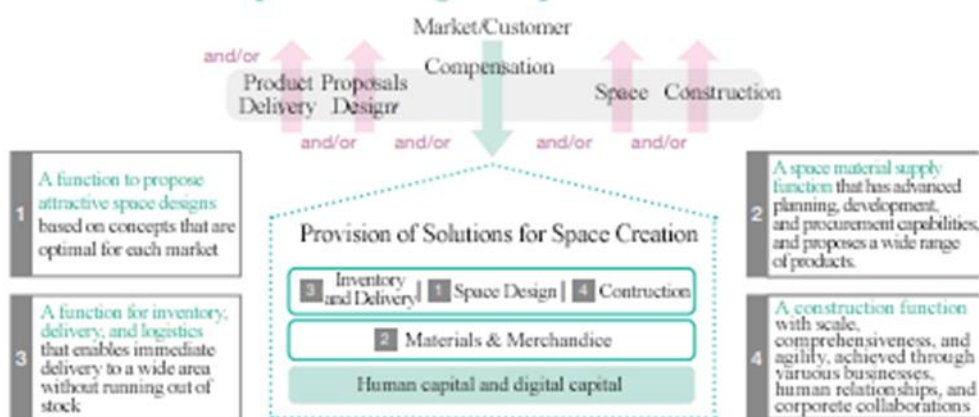 Market/Customer
and/or
Compensation
Product
Delivery
Proposals
Design
Space
Construction
and/or
and/or
and/or
and/or
1
A function to propose
attractive space designs
based on concepts that are
optimal for each market
2
A space material supply
function that has advanced
planning, development,
and procurement capabilities,
and proposes a wide range
of products.
Provision of Solutions for Space Creation
3 Inventory
and Delivery
1 Space Design
4 Contruction
2 Materials & Merchandice
Human capital and digital capital
3
A function for inventory,
delivery, and logistics
that enables immediate
delivery to a wide area
without running out of
stock
4
A construction function
with scale,
comprehensiveness, and
agility, achieved through
varuous businesses,
human relationships, and
corporete collaborations